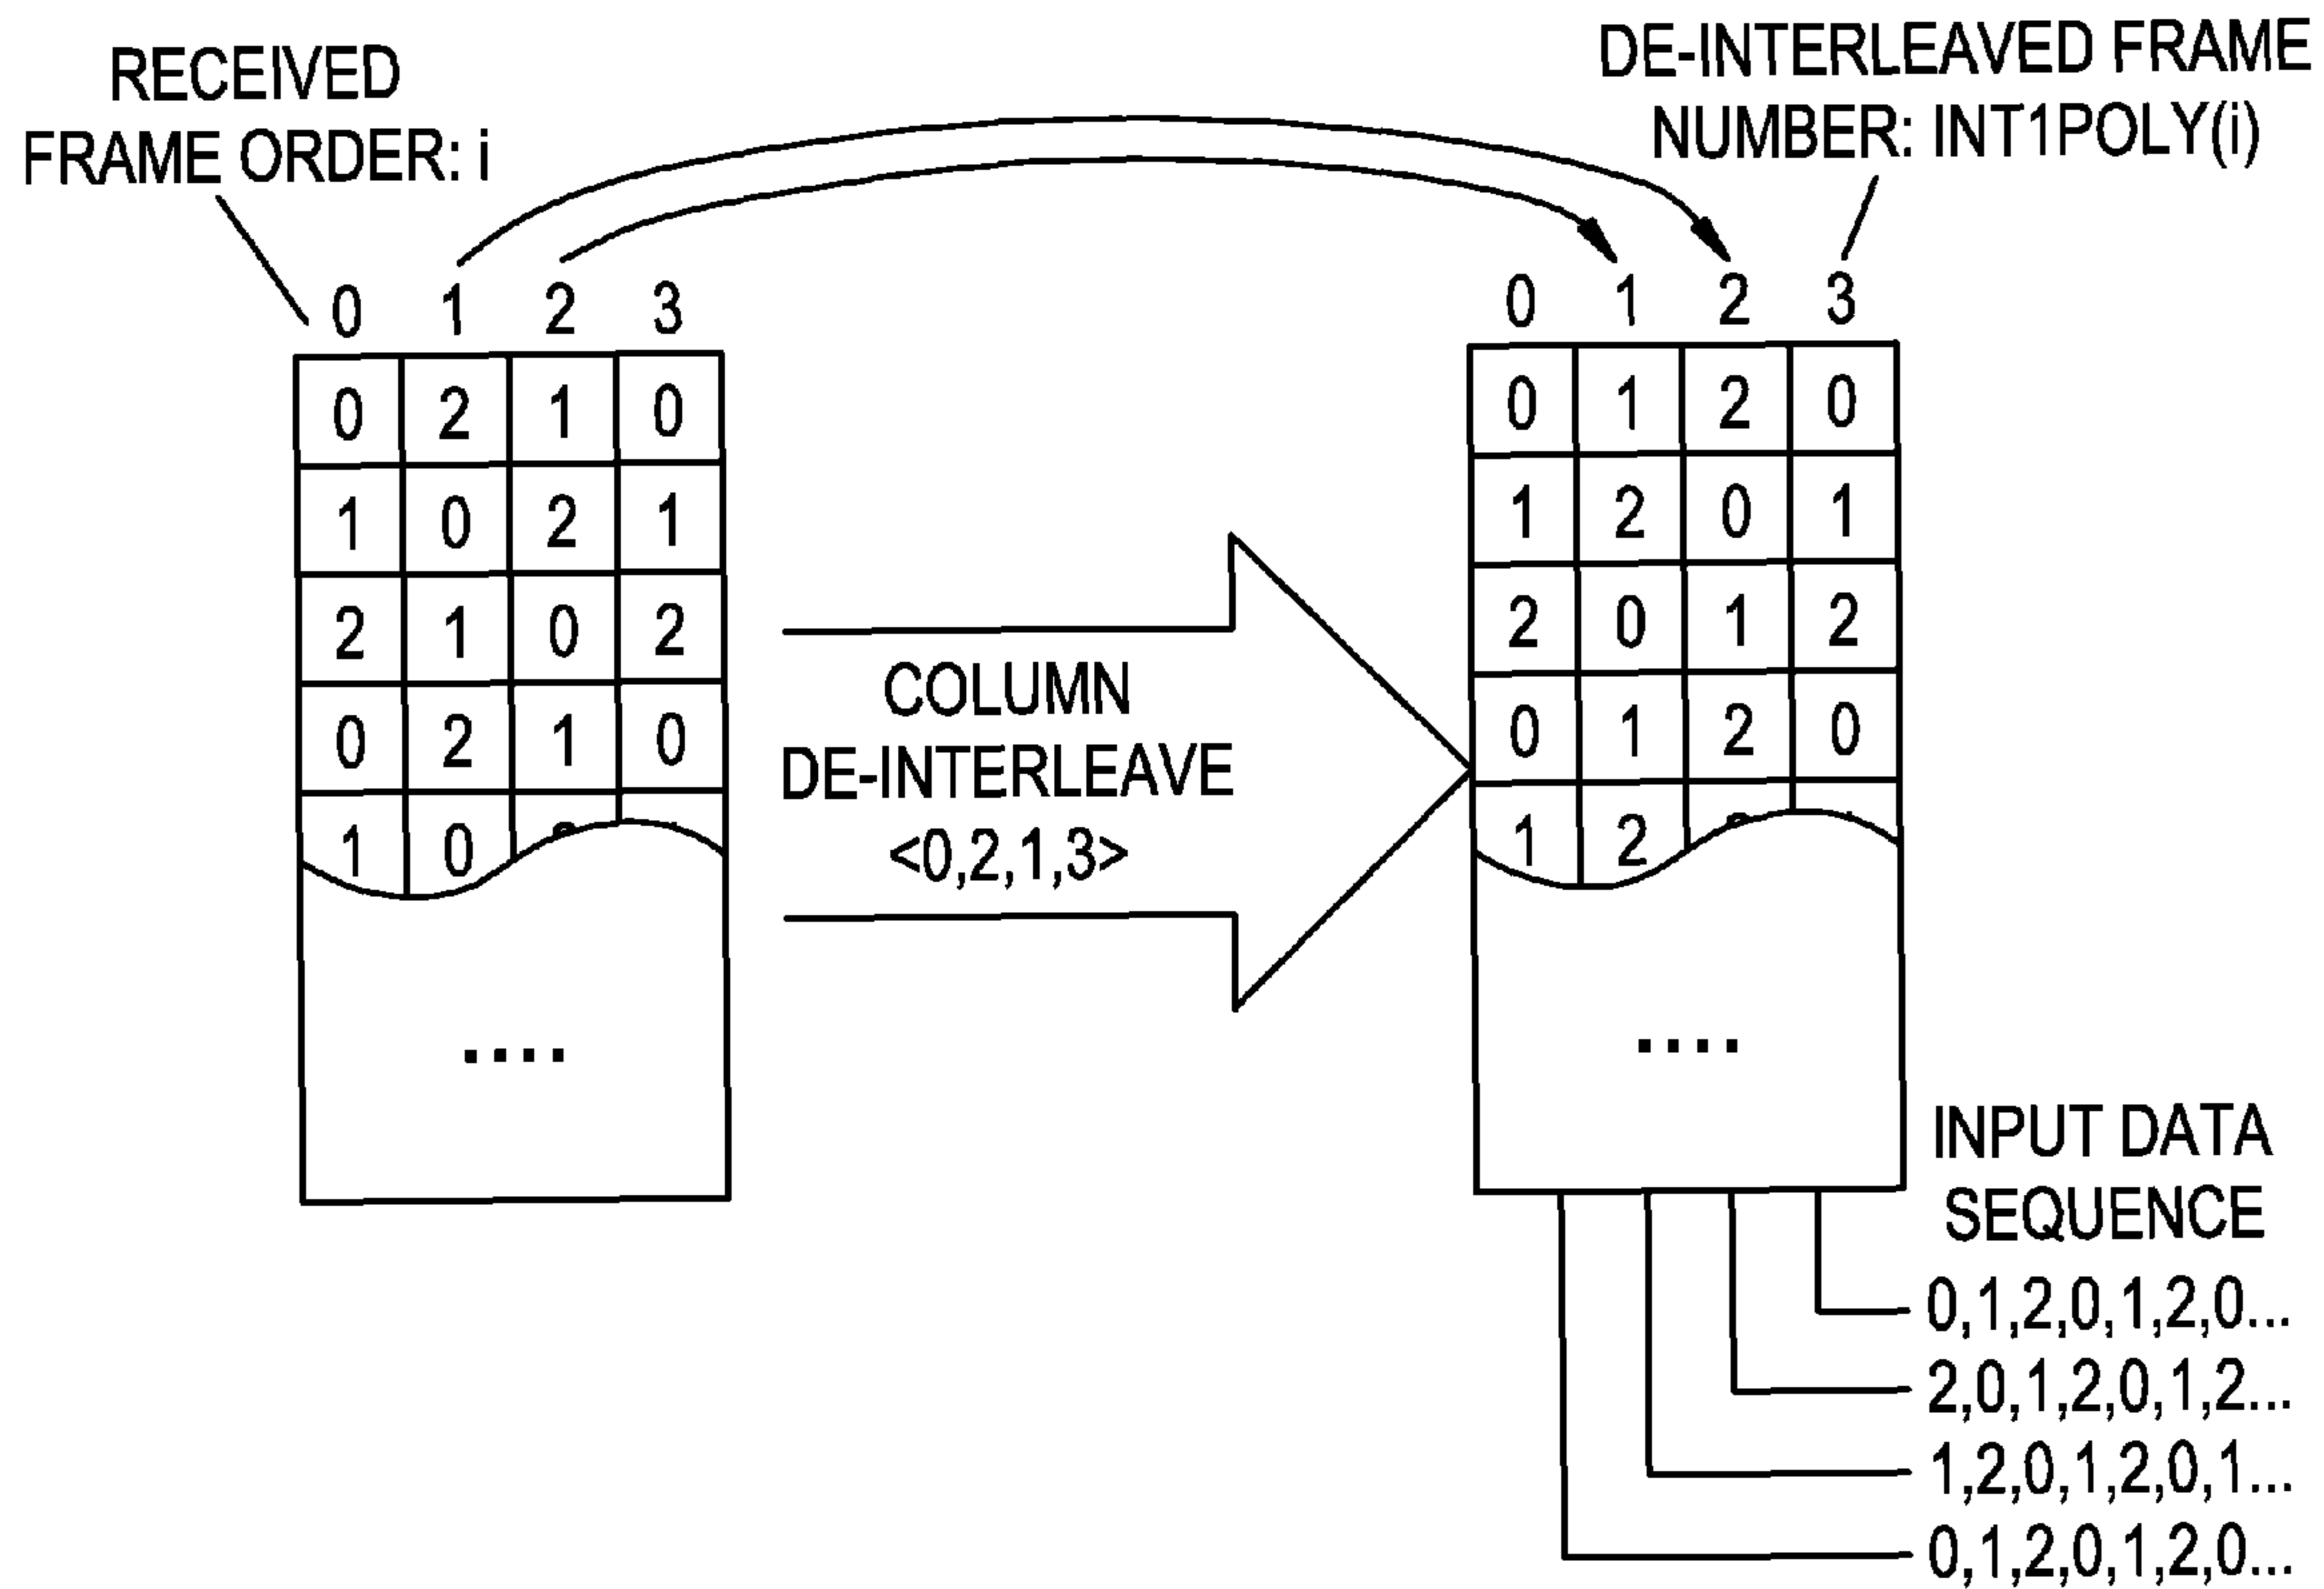 RECEIVED
FRAME ORDER: i
DE-INTERLEAVED FRAME
NUMBER: INT1POLY(i)
0 1 2 3
0 2 1 0
1 0 2 1
2 1 0 2
0 2 1 0
1 0
COLUMN
DE-INTERLEAVE
<0,2,1,3>
0 1 2 3
0 1 2 0
1 2 0 1
2 0 1 2
0 1 2 0
1 2
....
....
INPUT DATA
SEQUENCE
0,1,2,0,1,2,0...
2,0,1,2,0,1,2...
1,2,0,1,2,0,1...
0,1,2,0,1,2,0...